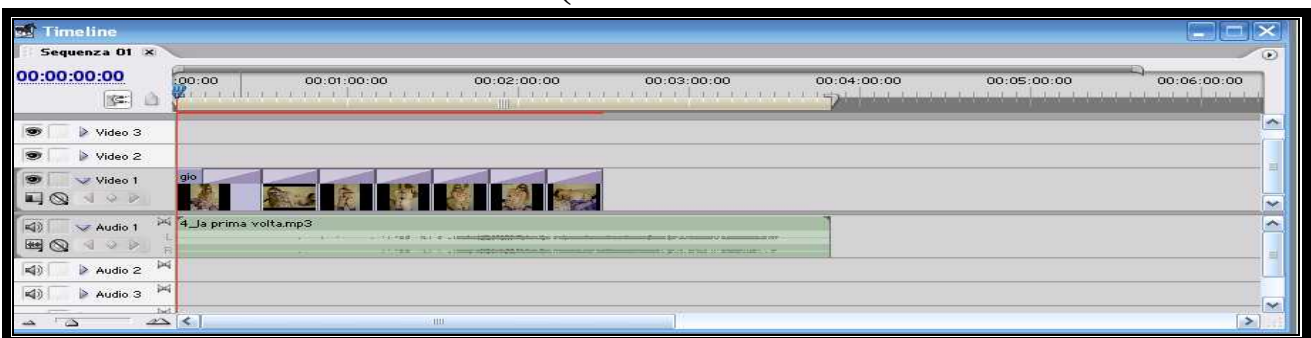 Timeline
Sequenza 01
00:00:00:00
:00:00 00:01:00:00 00:02:00:00 00:03:00:00 00:04:00:00 00:05:00:00 00:06:00:00
Video 3
Video 2
Video 1
gio
Audio 1
4_la prima volta.mp3
L
R
Audio 2
Audio 3